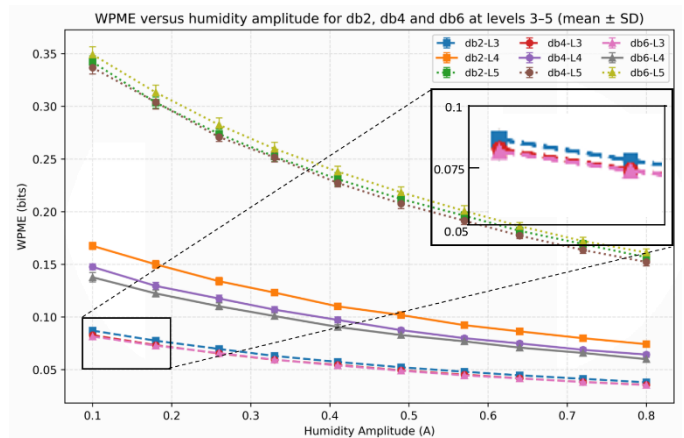 WPME versus humidity amplitude for db2, db4 and db6 at levels 3–5 (mean ± SD)
db2-L3 db4-L3 db6-L3
db2-L4 db4-L4 db6-L4
db2-L5 db4-L5 db6-L5
0.1
0.075
0.05
WPME (bits)
0.35
0.30
0.25
0.20
0.15
0.10
0.05
0.1 0.2 0.3 0.4 0.5 0.6 0.7 0.8
Humidity Amplitude (A)